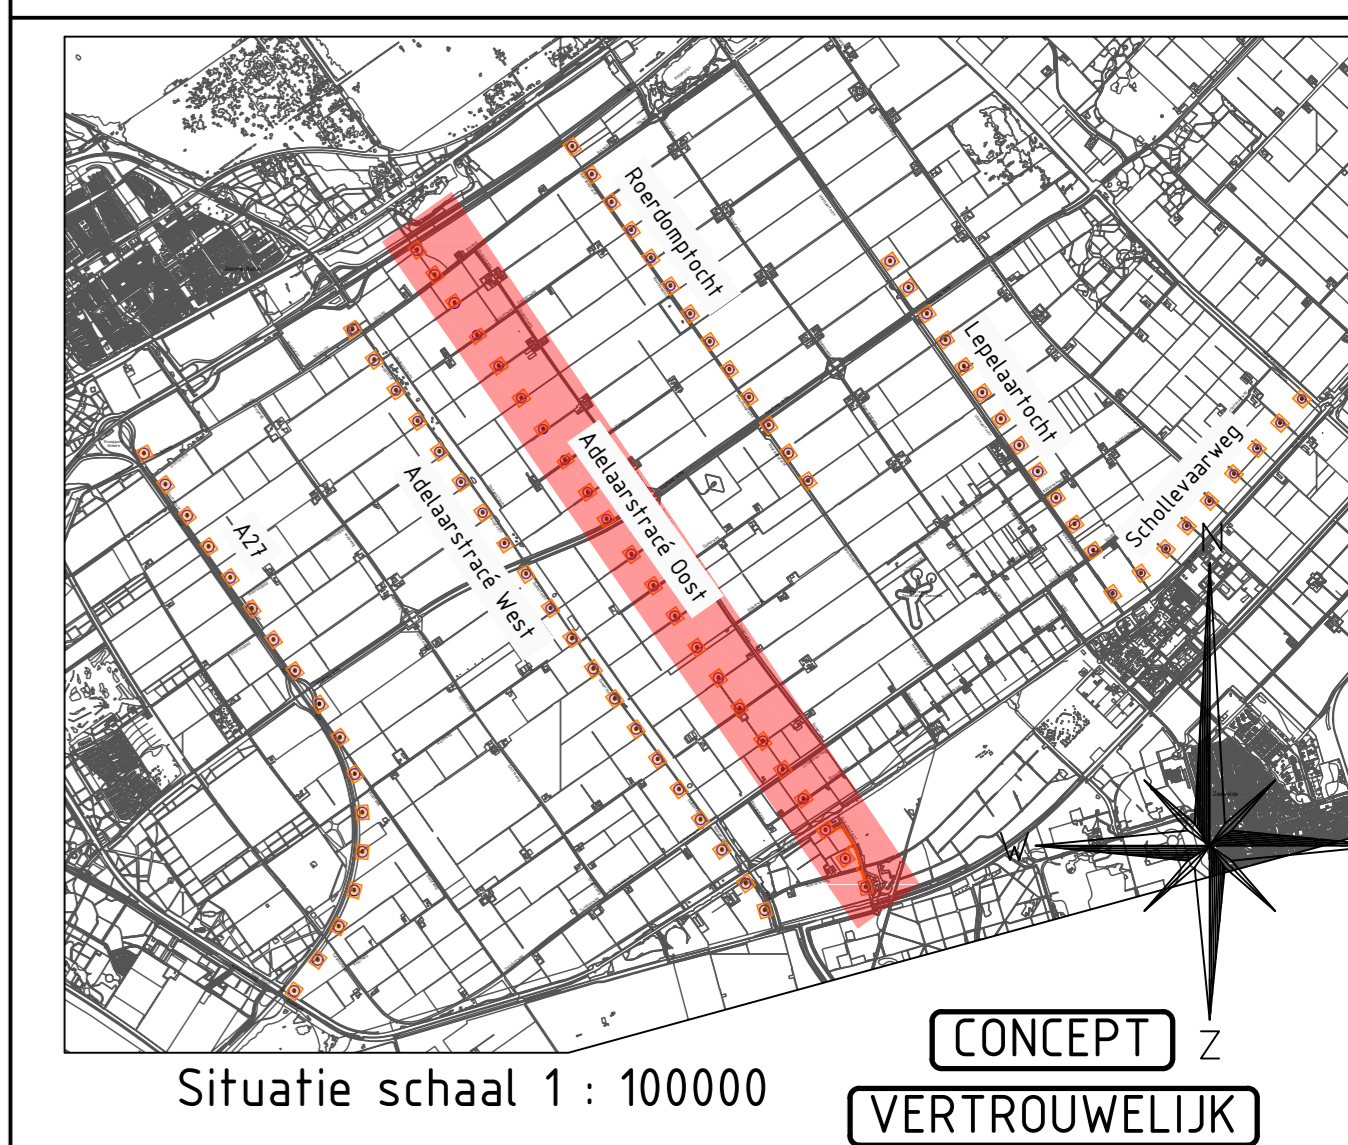 Roerdomptocht
Lepelaartocht
Schollevaarweg
Adelaarstracé Oost
Adelaarstracé West
A27
N
W
Z
CONCEPT
Situatie schaal 1 : 100000
VERTROUWELIJK